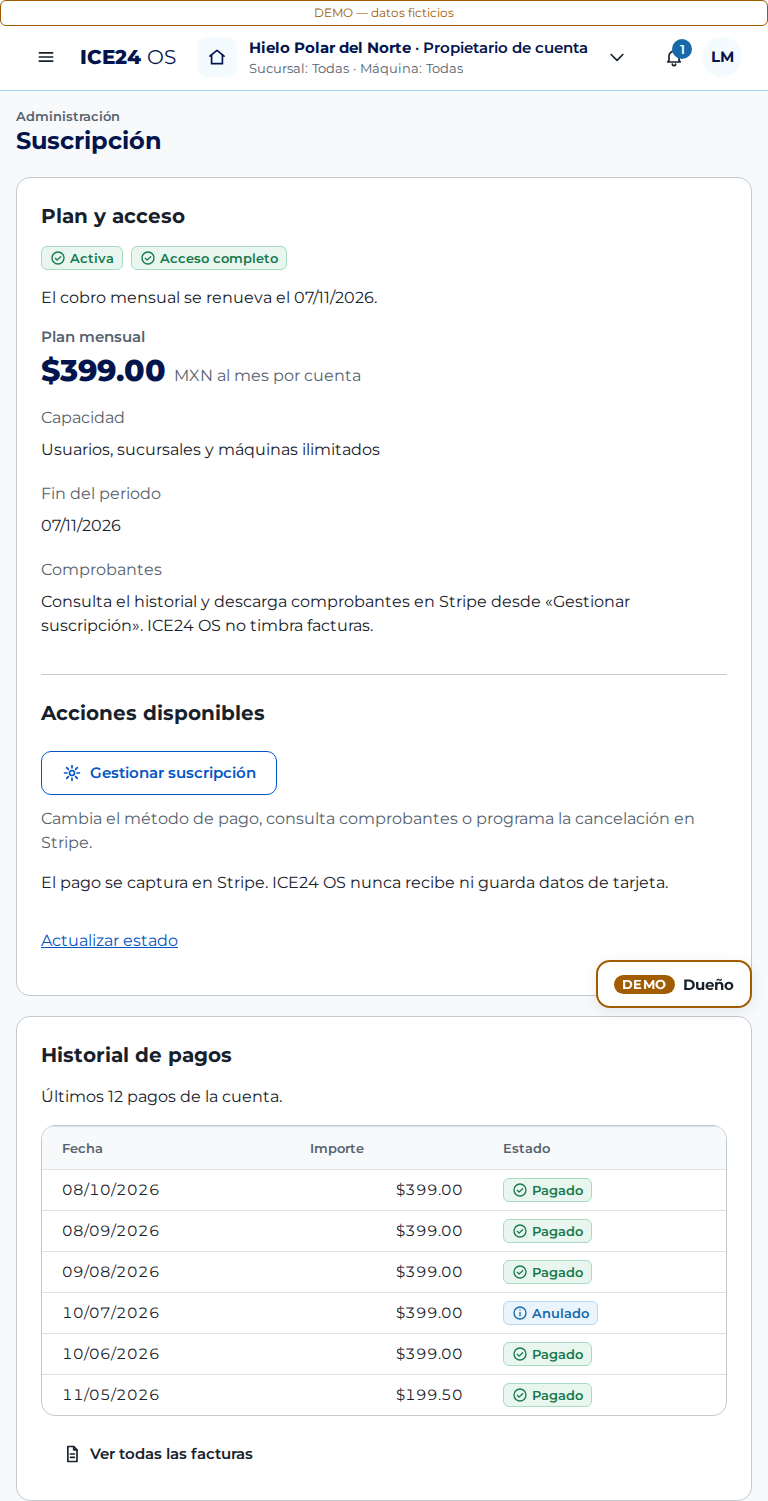 DEMO — datos ficticios
ICE24 OS
Hielo Polar del Norte · Propietario de cuenta
Sucursal: Todas · Máquina: Todas
1
LM
Administración
Suscripción
Plan y acceso
Activa
Acceso completo
El cobro mensual se renueva el 07/11/2026.
Plan mensual
$399.00 MXN al mes por cuenta
Capacidad
Usuarios, sucursales y máquinas ilimitados
Fin del periodo
07/11/2026
Comprobantes
Consulta el historial y descarga comprobantes en Stripe desde «Gestionar
suscripción». ICE24 OS no timbra facturas.
Acciones disponibles
Gestionar suscripción
Cambia el método de pago, consulta comprobantes o programa la cancelación en
Stripe.
El pago se captura en Stripe. ICE24 OS nunca recibe ni guarda datos de tarjeta.
Actualizar estado
DEMO Dueño
Historial de pagos
Últimos 12 pagos de la cuenta.
Fecha Importe Estado
08/10/2026 $399.00 Pagado
08/09/2026 $399.00 Pagado
09/08/2026 $399.00 Pagado
10/07/2026 $399.00 Anulado
10/06/2026 $399.00 Pagado
11/05/2026 $199.50 Pagado
Ver todas las facturas